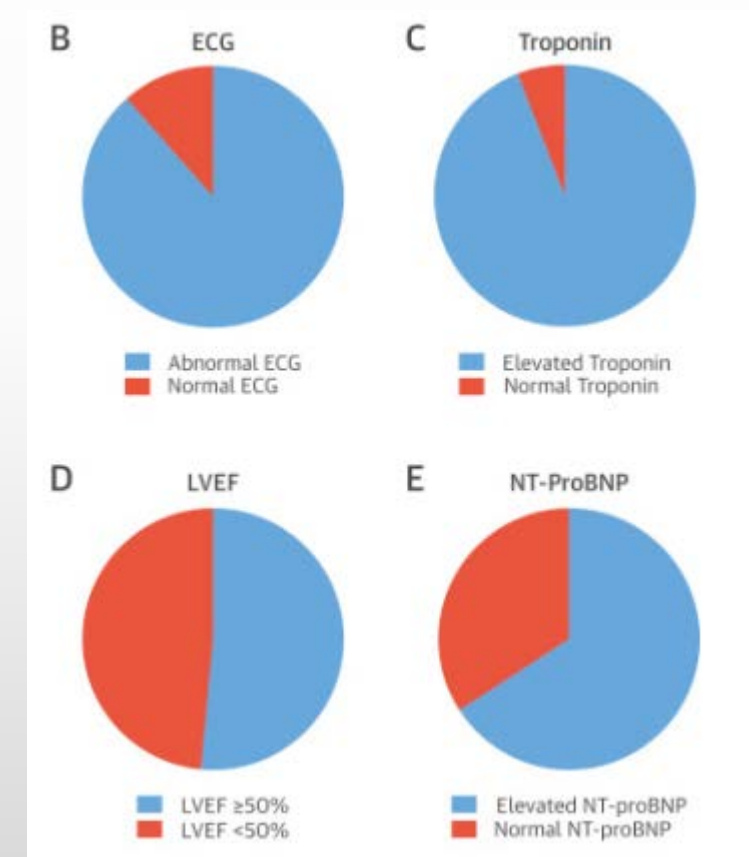 B
ECG
C
Troponin
Abnormal ECG
Normal ECG
Elevated Troponin
Normal Troponin
D
LVEF
E
NT-ProBNP
LVEF ≥50%
LVEF <50%
Elevated NT-proBNP
Normal NT-proBNP